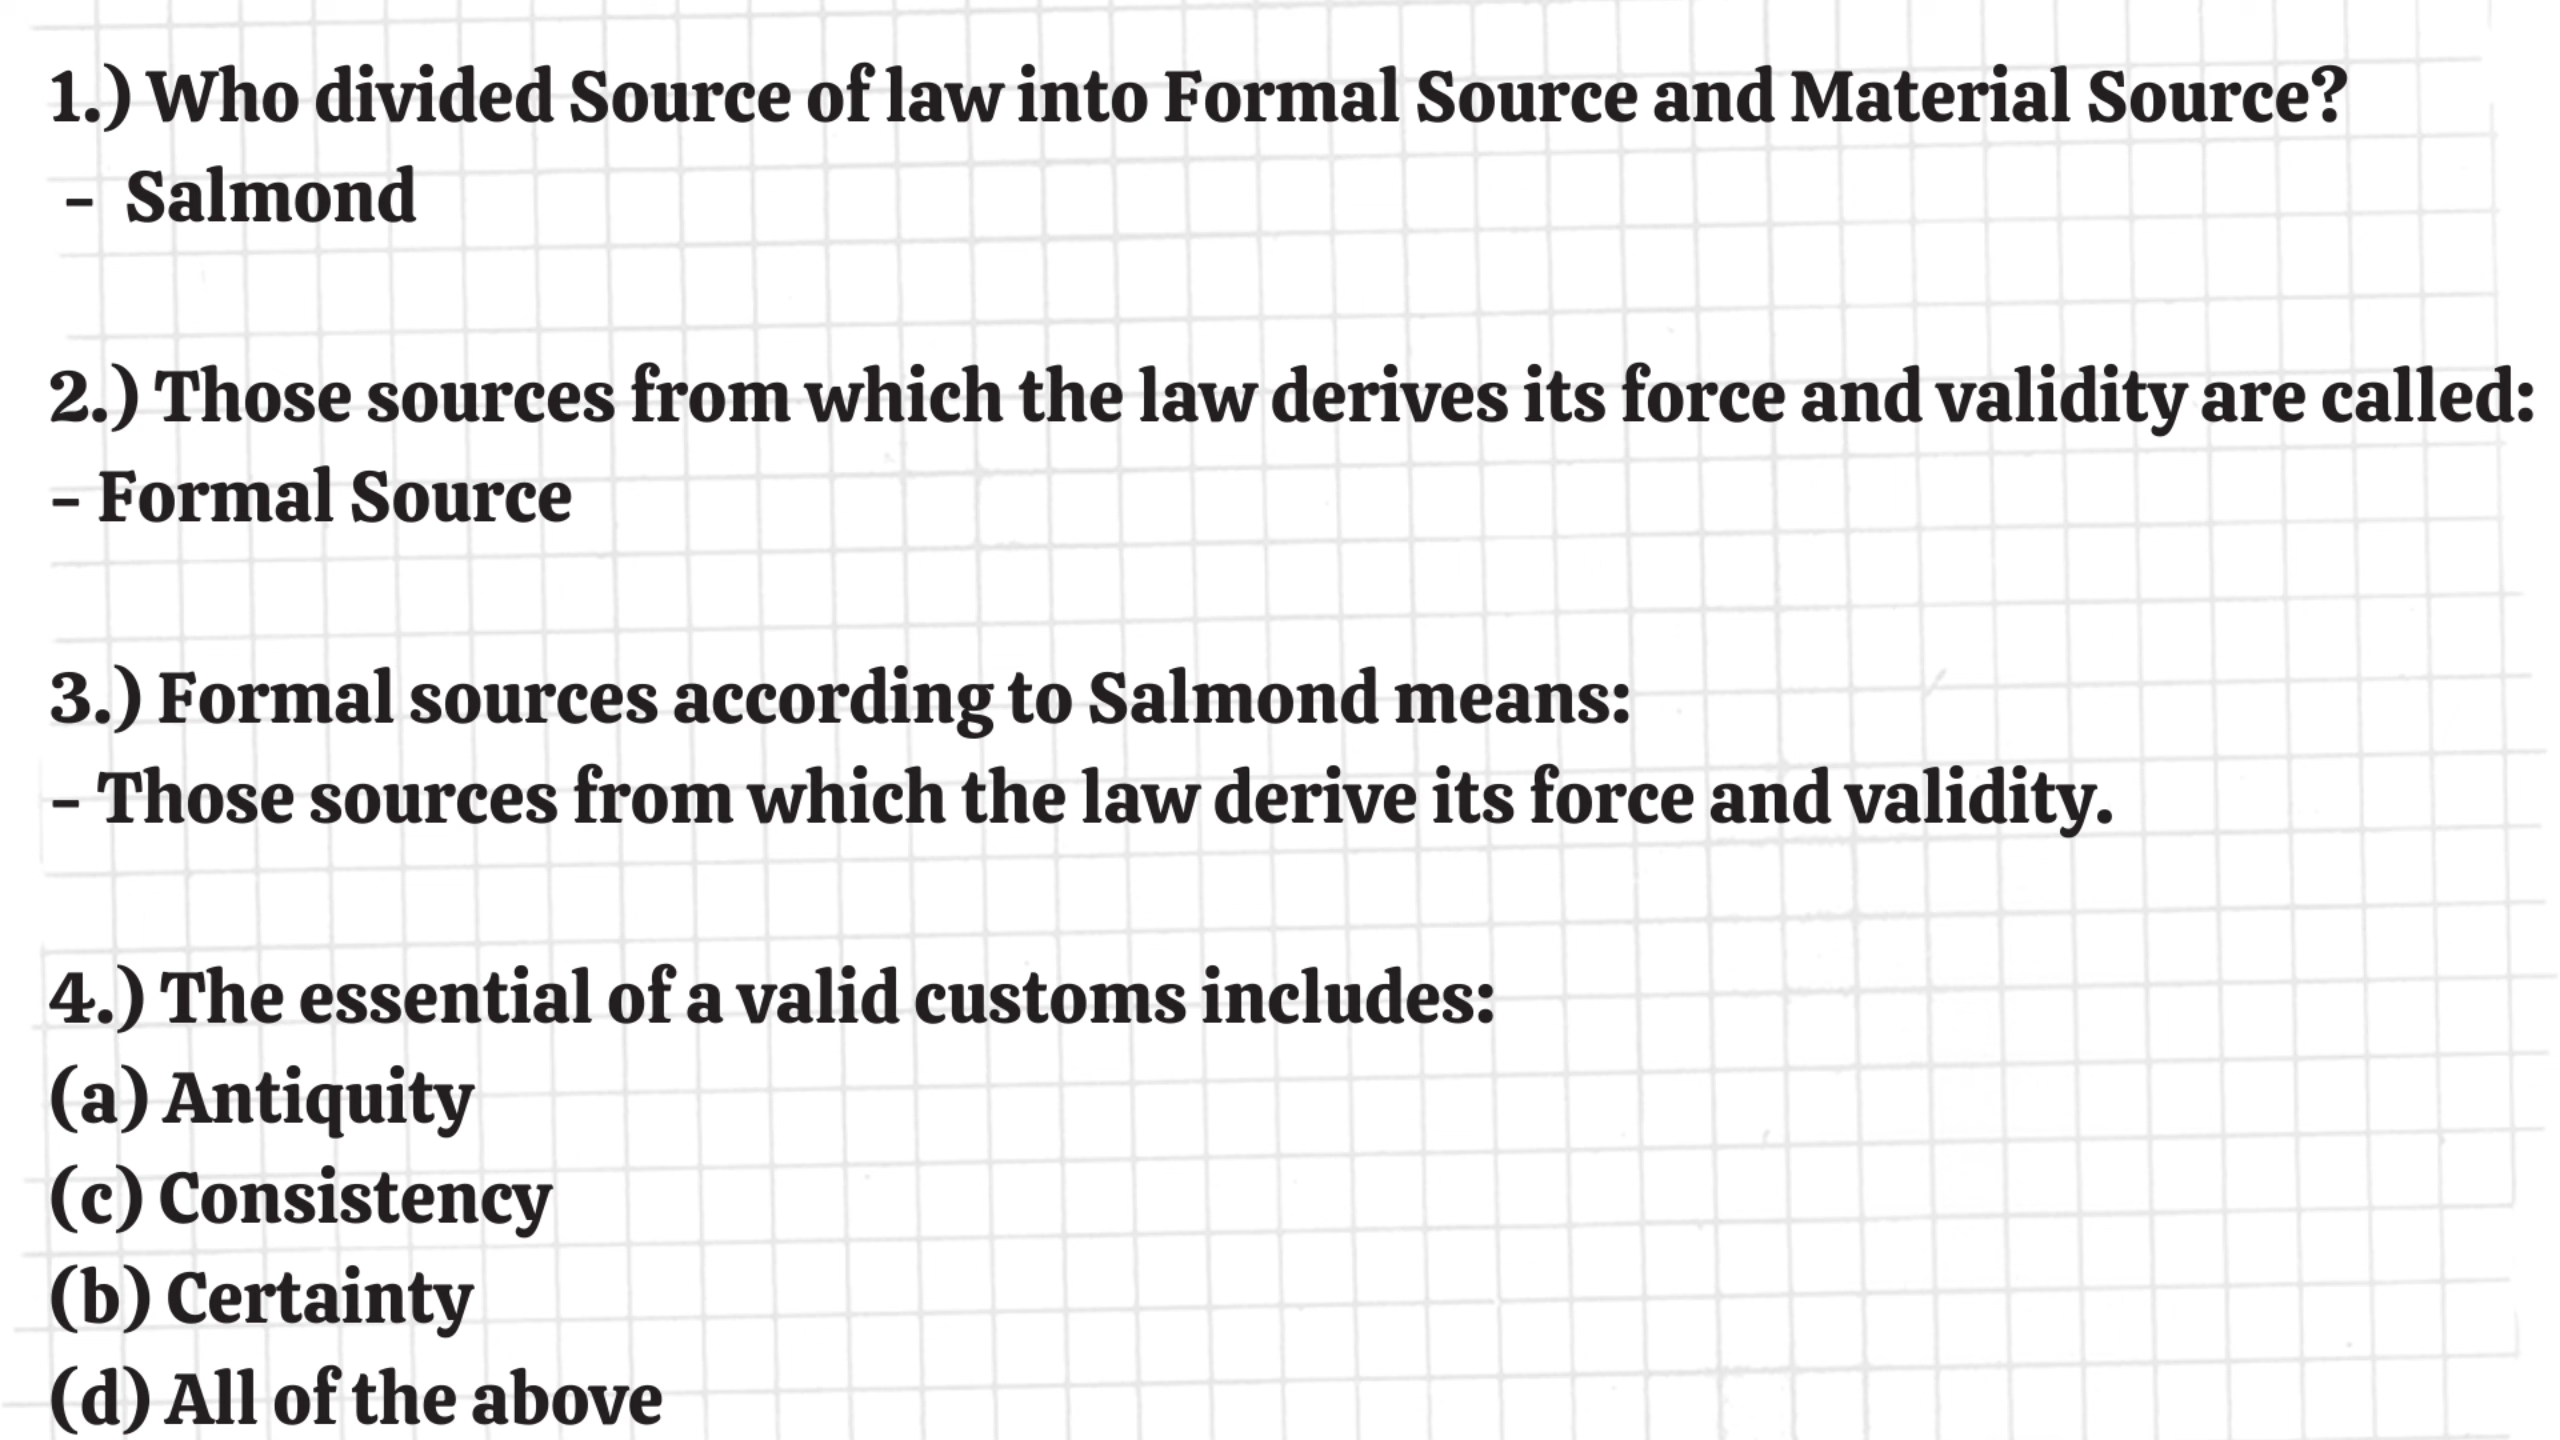 1.) Who divided Source of law into Formal Source and Material Source?
- Salmond
2.) Those sources from which the law derives its force and validity are called:
- Formal Source
3.) Formal sources according to Salmond means:
- Those sources from which the law derive its force and validity.
4.) The essential of a valid customs includes:
(a) Antiquity
(c) Consistency
(b) Certainty
(d) All of the above